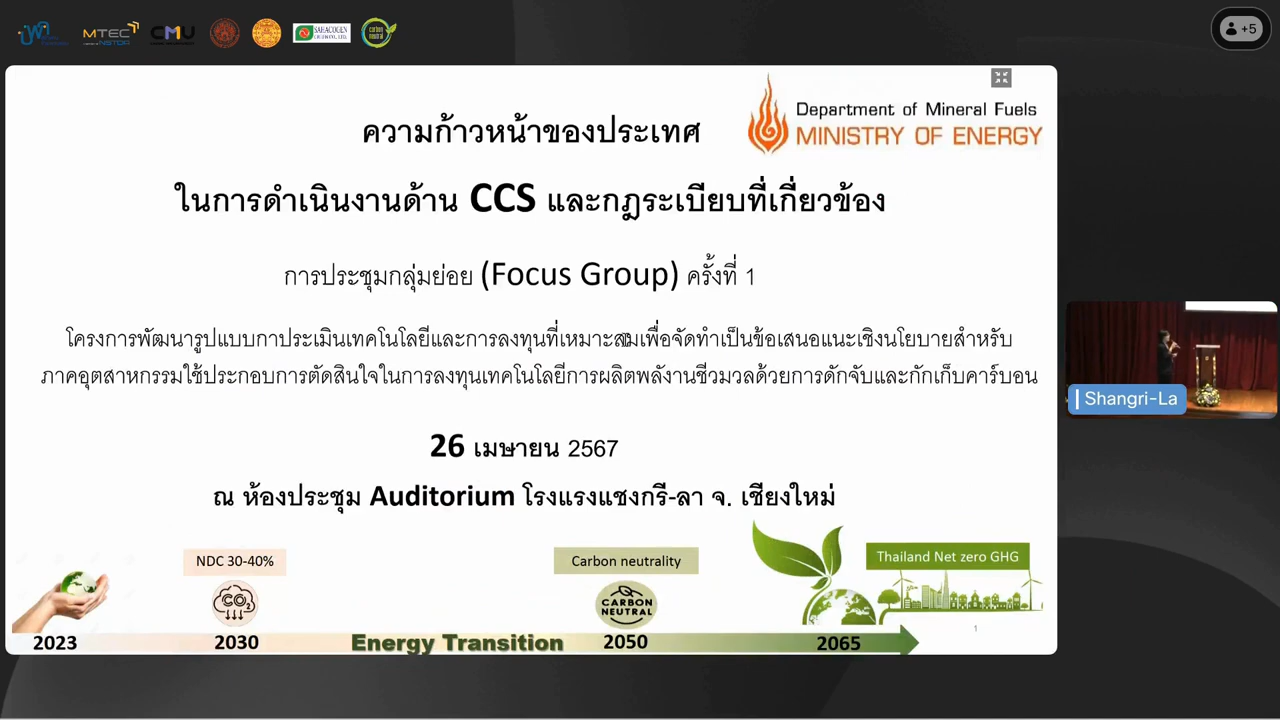 MTEC
CMU
SAHACOGEN
carbon neutral
+5
Department of Mineral Fuels
MINISTRY OF ENERGY
ความก้าวหน้าของประเทศ
ในการดำเนินงานด้าน CCS และกฎระเบียบที่เกี่ยวข้อง
การประชุมกลุ่มย่อย (Focus Group) ครั้งที่ 1
โครงการพัฒนารูปแบบกาประเมินเทคโนโลยีและการลงทุนที่เหมาะสมเพื่อจัดทำเป็นข้อเสนอแนะเชิงนโยบายสำหรับ
ภาคอุตสาหกรรมใช้ประกอบการตัดสินใจในการลงทุนเทคโนโลยีการผลิตพลังานชีวมวลด้วยการดักจับและกักเก็บคาร์บอน
Shangri-La
26 เมษายน 2567
ณ ห้องประชุม Auditorium โรงแรงแชงกรี-ลา จ. เชียงใหม่
NDC 30-40%
Carbon neutrality
Thailand Net zero GHG
CO2
CARBON
NEUTRAL
1
2023 2030 Energy Transition 2050 2065